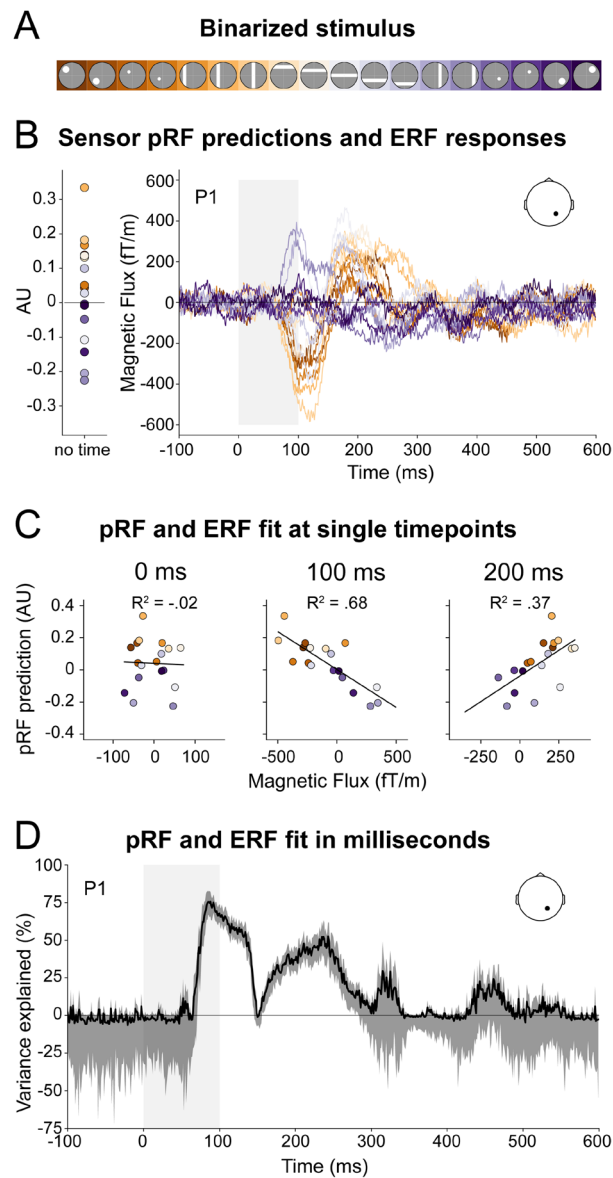 A Binarized stimulus
B Sensor pRF predictions and ERF responses
P1
AU
0.3
0.2
0.1
0
-0.1
-0.2
-0.3
no time
Magnetic Flux (fT/m)
600
400
200
0
-200
-400
-600
-100 0 100 200 300 400 500 600
Time (ms)
C pRF and ERF fit at single timepoints
0 ms 100 ms 200 ms
R² = -.02 R² = .68 R² = .37
pRF prediction (AU)
0.4
0.2
0
-0.2
-0.4
-100 0 100 -500 0 500 -250 0 250
Magnetic Flux (fT/m)
D pRF and ERF fit in milliseconds
P1
Variance explained (%)
100
75
50
25
0
-25
-50
-75
-100 0 100 200 300 400 500 600
Time (ms)